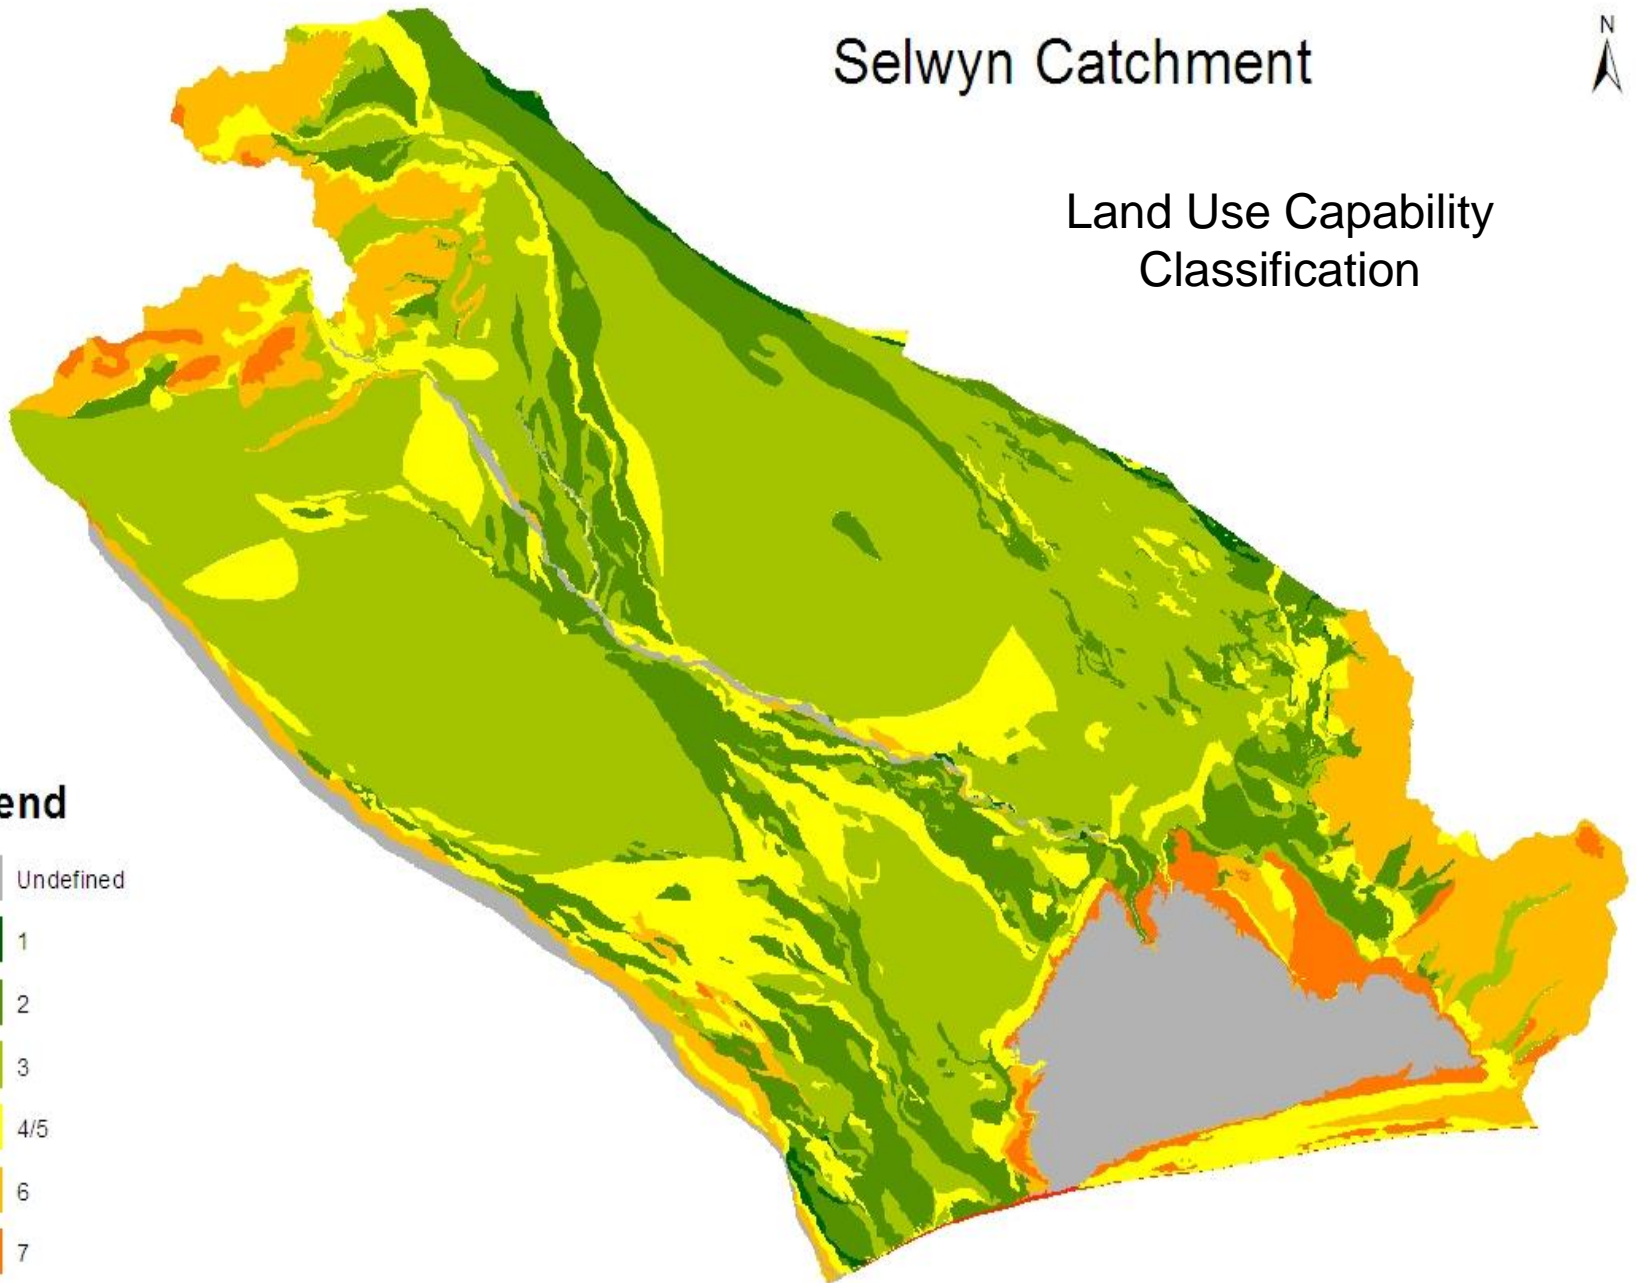 Selwyn Catchment
N
Land Use Capability
Classification
end
Undefined
1
2
3
4/5
6
7